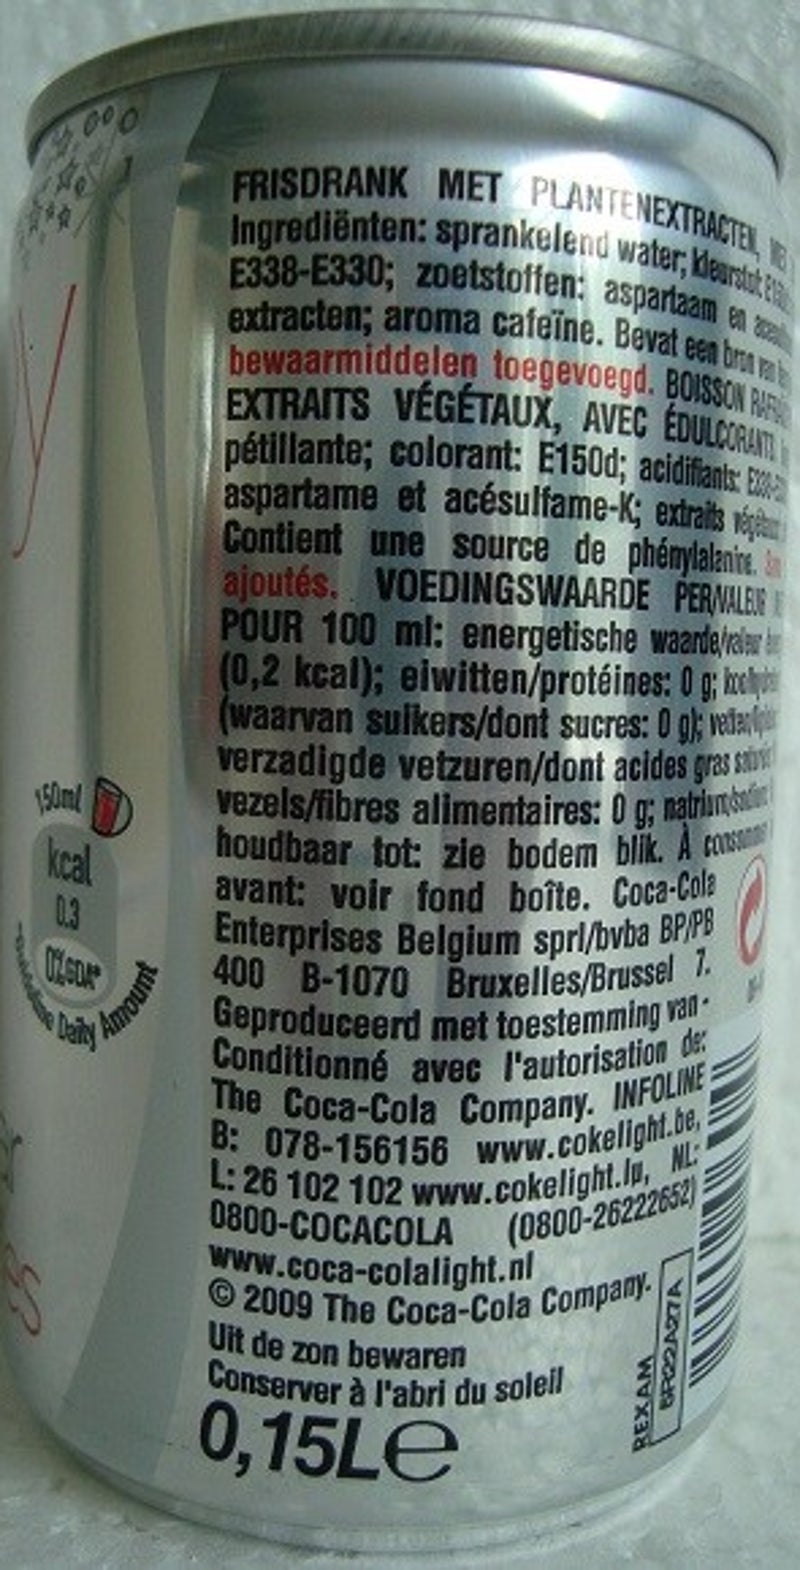 FRISDRANK MET PLANTENEXTRACTEN,
Ingrediënten: sprankelend water; kleurstof
E338-E330; zoetstoffen: aspartaam en
extracten; aroma cafeïne. Bevat een bron van
bewaarmiddelen toegevoegd. BOISSON
EXTRAITS VÉGÉTAUX, AVEC ÉDULCORANTS
pétillante; colorant: E150d; acidifiants:
aspartame et acésulfame-K; extraits
Contient une source de phénylalanine.
ajoutés. VOEDINGSWAARDE PER/VALEUR
POUR 100 ml: energetische waarde/valeur
(0,2 kcal); eiwitten/protéines: 0 g;
(waarvan suikers/dont sucres: 0 g);
verzadigde vetzuren/dont acides gras
vezels/fibres alimentaires: 0 g;
houdbaar tot: zie bodem blik. À
avant: voir fond boîte. Coca-Cola
Enterprises Belgium sprl/bvba BP/PB
400 B-1070 Bruxelles/Brussel 7.
Geproduceerd met toestemming van -
Conditionné avec l'autorisation de:
The Coca-Cola Company. INFOLINE
B: 078-156156 www.cokelight.be,
L: 26 102 102 www.cokelight.lu, NL:
0800-COCACOLA (0800-26222652)
www.coca-colalight.nl
© 2009 The Coca-Cola Company.
Uit de zon bewaren
Conserver à l'abri du soleil
0,15L℮
150ml
kcal
0.3
0%GDA*
Daily Amount
REXAM